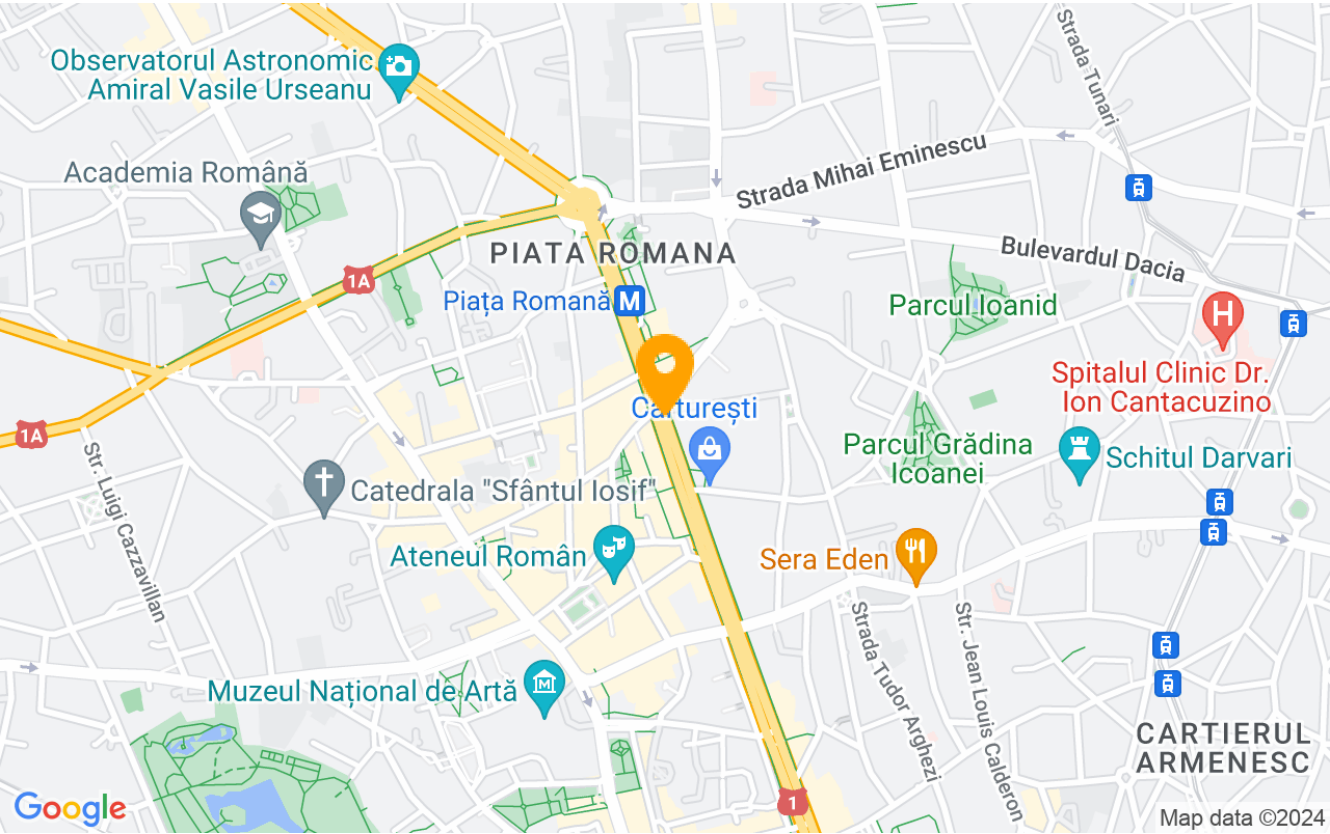 Strada Tunari
Observatorul Astronomic
Amiral Vasile Urseanu
Strada Mihai Eminescu
Academia Română
PIATA ROMANA
Bulevardul Dacia
1A
Piața Romană
M
Parcul Ioanid
H
Spitalul Clinic Dr.
Ion Cantacuzino
Cărturești
1A
Parcul Grădina
Icoanei
Schitul Darvari
Str. Luigi Cazzavillan
Catedrala "Sfântul Iosif"
Ateneul Român
Sera Eden
Strada Tudor Arghezi
Str. Jean Louis Calderon
Muzeul Național de Artă
M
CARTIERUL
ARMENESC
1
Google
Map data ©2024